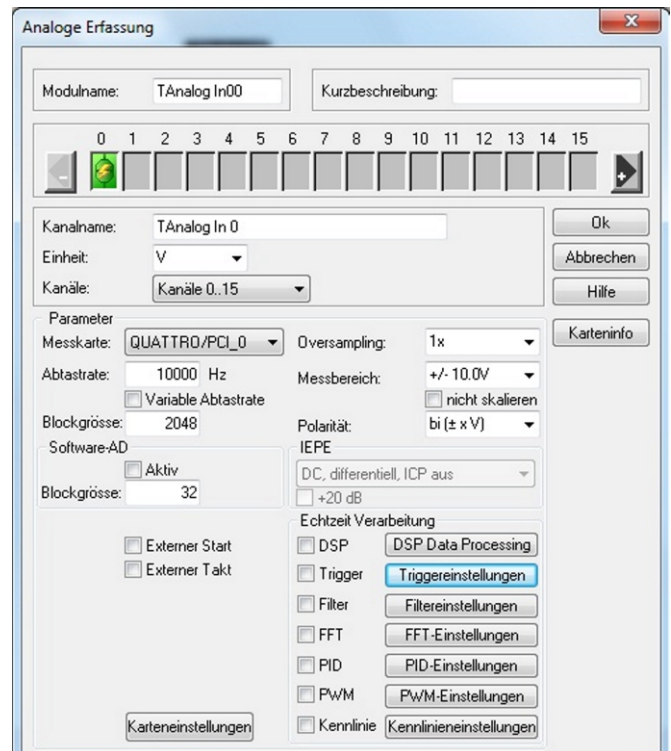 Analoge Erfassung
Modulname: TAnalog In00 Kurzbeschreibung:
0 1 2 3 4 5 6 7 8 9 10 11 12 13 14 15
- +
Kanalname: TAnalog In 0
Einheit: V
Kanäle: Kanäle 0..15
Ok
Abbrechen
Hilfe
Karteninfo
Parameter
Messkarte: QUATTRO/PCI_0
Abtastrate: 10000 Hz
Variable Abtastrate
Blockgrösse: 2048
Oversampling: 1x
Messbereich: +/- 10.0V
nicht skalieren
Polarität: bi (± x V)
Software-AD
Aktiv
Blockgrösse: 32
IEPE
DC, differentiell, ICP aus
+20 dB
Externer Start
Externer Takt
Echtzeit Verarbeitung
DSP DSP Data Processing
Trigger Triggereinstellungen
Filter Filtereinstellungen
FFT FFT-Einstellungen
PID PID-Einstellungen
PWM PWM-Einstellungen
Kennlinie Kennlinieneinstellungen
Karteneinstellungen